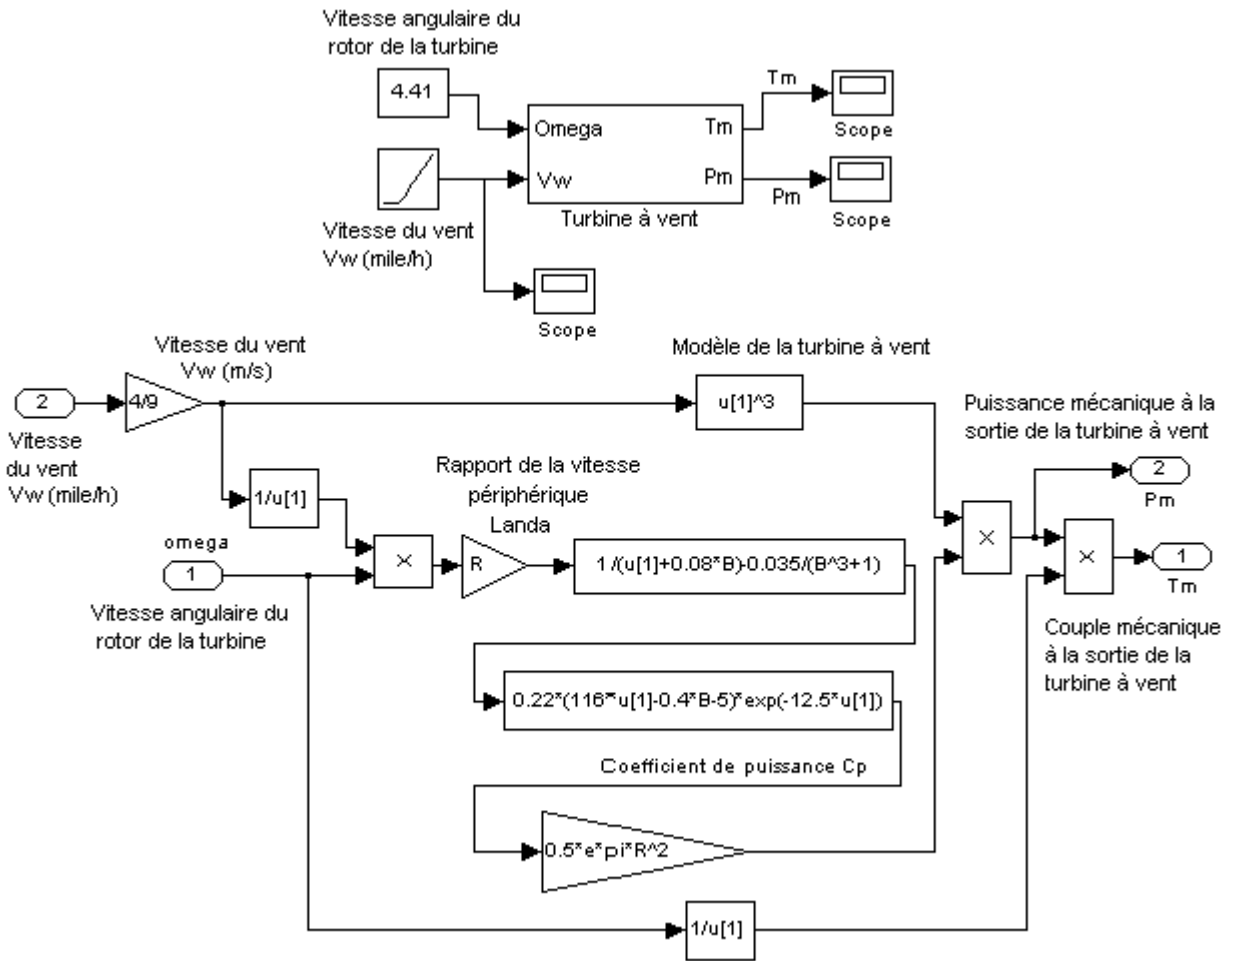 Vitesse angulaire du
rotor de la turbine
4.41
Omega
Vw
Tm
Pm
Turbine à vent
Tm
Scope
Pm
Scope
Vitesse du vent
Vw (mile/h)
Scope
Vitesse du vent
Vw (m/s)
Modèle de la turbine à vent
2
4/9
u[1]^3
Puissance mécanique à la
sortie de la turbine à vent
Vitesse
du vent
Vw (mile/h)
1/u[1]
Rapport de la vitesse
périphérique
Landa
2
Pm
omega
1
×
R
1/(u[1]+0.08*B)-0.035/(B^3+1)
×
×
1
Tm
Vitesse angulaire du
rotor de la turbine
Couple mécanique
à la sortie de la
turbine à vent
0.22*(116*u[1]-0.4*B-5)*exp(-12.5*u[1])
Coefficient de puissance Cp
0.5*e*pi*R^2
1/u[1]